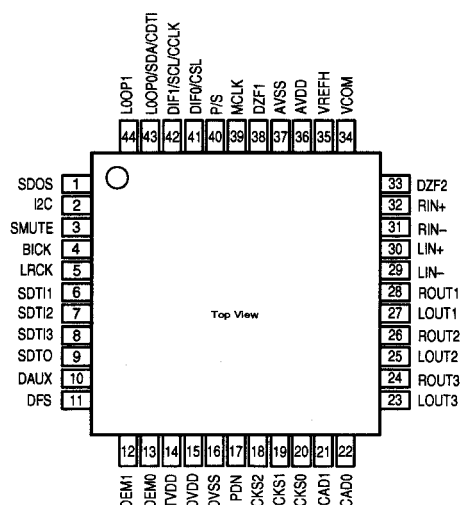 LOOP1
LOOP0/SDA/CDTI
DIF1/SCL/CCLK
DIF0/CSL
P/S
MCLK
DZF1
AVSS
AVDD
VREFH
VCOM
44 43 42 41 40 39 38 37 36 35 34
SDOS 1
I2C 2
SMUTE 3
BICK 4
LRCK 5
SDTI1 6
SDTI2 7
SDTI3 8
SDTO 9
DAUX 10
DFS 11
Top View
33 DZF2
32 RIN+
31 RIN−
30 LIN+
29 LIN−
28 ROUT1
27 LOUT1
26 ROUT2
25 LOUT2
24 ROUT3
23 LOUT3
12 13 14 15 16 17 18 19 20 21 22
DEM1
DEM0
TVDD
DVDD
DVSS
PDN
CKS2
CKS1
CKS0
CAD1
CAD0